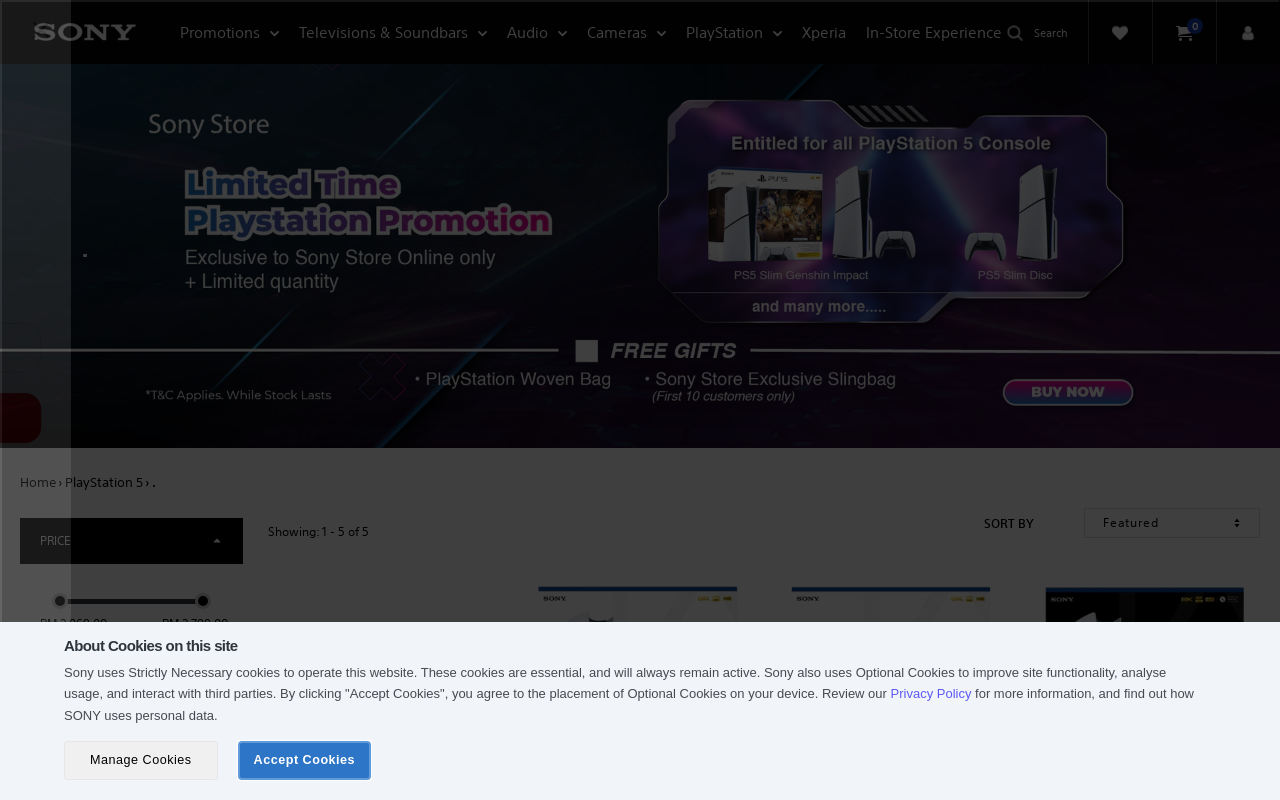 SONY
Promotions
Televisions & Soundbars
Audio
Cameras
PlayStation
Xperia
In-Store Experience
Search
0
Sony Store
Limited Time
Playstation Promotion
Exclusive to Sony Store Online only
+ Limited quantity
Entitled for all PlayStation 5 Console
SONY
PS5
PS5 Slim Genshin Impact
PS5 Slim Disc
and many more.....
FREE GIFTS
• PlayStation Woven Bag
• Sony Store Exclusive Slingbag
(First 10 customers only)
*T&C Applies. While Stock Lasts
BUY NOW
Home › PlayStation 5 › .
PRICE
Showing: 1 - 5 of 5
SORT BY
Featured
SONY
SONY
SONY
About Cookies on this site
Sony uses Strictly Necessary cookies to operate this website. These cookies are essential, and will always remain active. Sony also uses Optional Cookies to improve site functionality, analyse
usage, and interact with third parties. By clicking "Accept Cookies", you agree to the placement of Optional Cookies on your device. Review our Privacy Policy for more information, and find out how
SONY uses personal data.
Manage Cookies
Accept Cookies